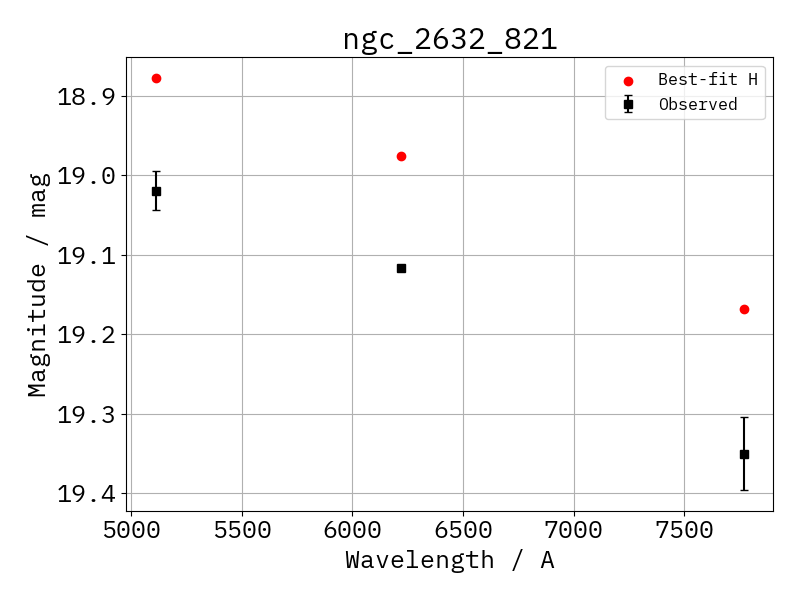 ngc_2632_821
Best-fit H
Observed
Magnitude / mag
18.9
19.0
19.1
19.2
19.3
19.4
5000 5500 6000 6500 7000 7500
Wavelength / A